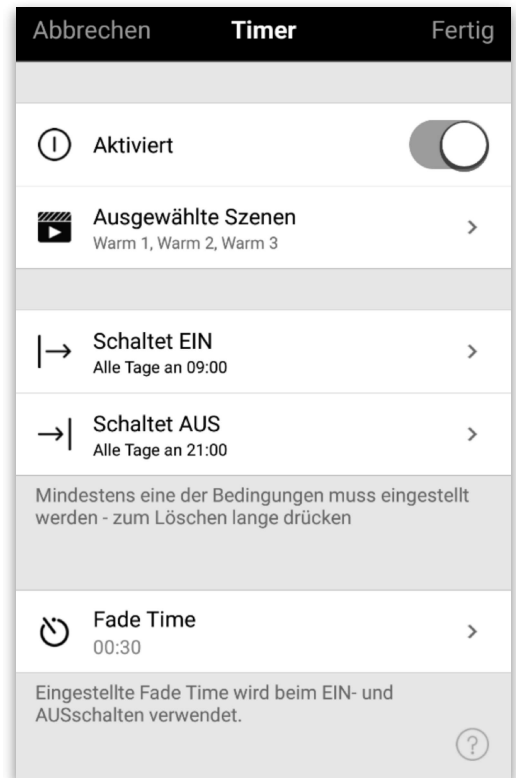 Abbrechen Timer Fertig
Aktiviert
Ausgewählte Szenen
Warm 1, Warm 2, Warm 3
Schaltet EIN
Alle Tage an 09:00
Schaltet AUS
Alle Tage an 21:00
Mindestens eine der Bedingungen muss eingestellt
werden - zum Löschen lange drücken
Fade Time
00:30
Eingestellte Fade Time wird beim EIN- und
AUSschalten verwendet.
?